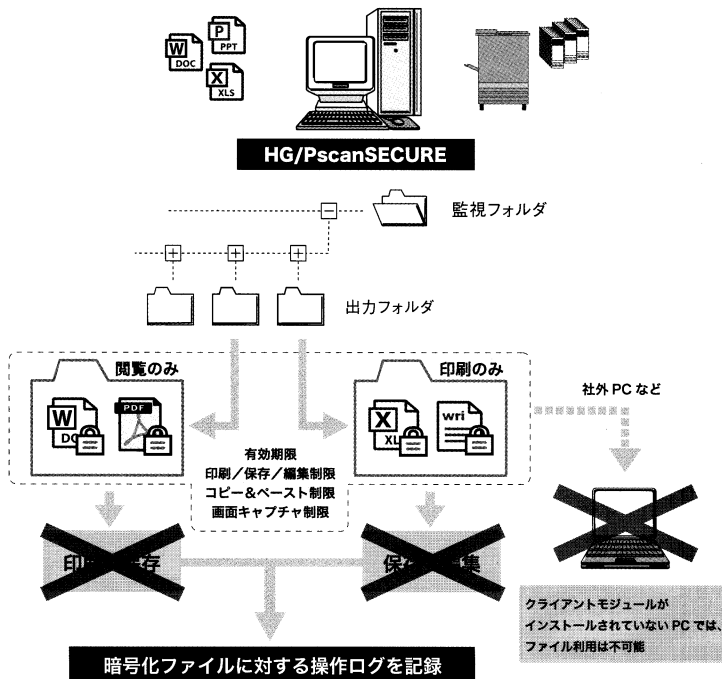 W
DOC
P
PPT
X
XLS
HG/PscanSECURE
監視フォルダ
出力フォルダ
閲覧のみ
W
PDF
印刷のみ
X
wri
社外 PC など
有効期限
印刷/保存/編集制限
コピー&ペースト制限
画面キャプチャ制限
クライアントモジュールが
インストールされていない PC では、
ファイル利用は不可能
暗号化ファイルに対する操作ログを記録